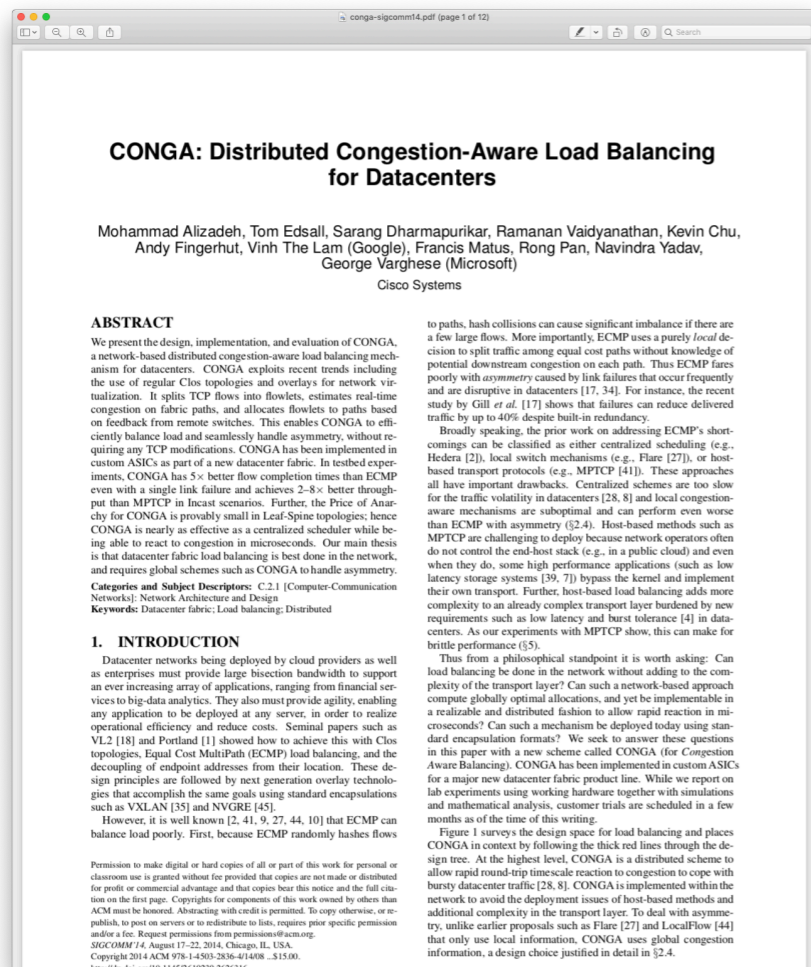 conga-sigcomm14.pdf (page 1 of 12)
Search
CONGA: Distributed Congestion-Aware Load Balancing
for Datacenters
Mohammad Alizadeh, Tom Edsall, Sarang Dharmapurikar, Ramanan Vaidyanathan, Kevin Chu,
Andy Fingerhut, Vinh The Lam (Google), Francis Matus, Rong Pan, Navindra Yadav,
George Varghese (Microsoft)
Cisco Systems
ABSTRACT
We present the design, implementation, and evaluation of CONGA,
a network-based distributed congestion-aware load balancing mech-
anism for datacenters. CONGA exploits recent trends including
the use of regular Clos topologies and overlays for network vir-
tualization. It splits TCP flows into flowlets, estimates real-time
congestion on fabric paths, and allocates flowlets to paths based
on feedback from remote switches. This enables CONGA to effi-
ciently balance load and seamlessly handle asymmetry, without re-
quiring any TCP modifications. CONGA has been implemented in
custom ASICs as part of a new datacenter fabric. In testbed exper-
iments, CONGA has 5× better flow completion times than ECMP
even with a single link failure and achieves 2–8× better through-
put than MPTCP in Incast scenarios. Further, the Price of Anar-
chy for CONGA is provably small in Leaf-Spine topologies; hence
CONGA is nearly as effective as a centralized scheduler while be-
ing able to react to congestion in microseconds. Our main thesis
is that datacenter fabric load balancing is best done in the network,
and requires global schemes such as CONGA to handle asymmetry.
Categories and Subject Descriptors: C.2.1 [Computer-Communication
Networks]: Network Architecture and Design
Keywords: Datacenter fabric; Load balancing; Distributed
1. INTRODUCTION
Datacenter networks being deployed by cloud providers as well
as enterprises must provide large bisection bandwidth to support
an ever increasing array of applications, ranging from financial ser-
vices to big-data analytics. They also must provide agility, enabling
any application to be deployed at any server, in order to realize
operational efficiency and reduce costs. Seminal papers such as
VL2 [18] and Portland [1] showed how to achieve this with Clos
topologies, Equal Cost MultiPath (ECMP) load balancing, and the
decoupling of endpoint addresses from their location. These de-
sign principles are followed by next generation overlay technolo-
gies that accomplish the same goals using standard encapsulations
such as VXLAN [35] and NVGRE [45].
However, it is well known [2, 41, 9, 27, 44, 10] that ECMP can
balance load poorly. First, because ECMP randomly hashes flows
Permission to make digital or hard copies of all or part of this work for personal or
classroom use is granted without fee provided that copies are not made or distributed
for profit or commercial advantage and that copies bear this notice and the full cita-
tion on the first page. Copyrights for components of this work owned by others than
ACM must be honored. Abstracting with credit is permitted. To copy otherwise, or re-
publish, to post on servers or to redistribute to lists, requires prior specific permission
and/or a fee. Request permissions from permissions@acm.org.
SIGCOMM'14, August 17–22, 2014, Chicago, IL, USA.
Copyright 2014 ACM 978-1-4503-2836-4/14/08 ...$15.00.
to paths, hash collisions can cause significant imbalance if there are
a few large flows. More importantly, ECMP uses a purely local de-
cision to split traffic among equal cost paths without knowledge of
potential downstream congestion on each path. Thus ECMP fares
poorly with asymmetry caused by link failures that occur frequently
and are disruptive in datacenters [17, 34]. For instance, the recent
study by Gill et al. [17] shows that failures can reduce delivered
traffic by up to 40% despite built-in redundancy.
Broadly speaking, the prior work on addressing ECMP's short-
comings can be classified as either centralized scheduling (e.g.,
Hedera [2]), local switch mechanisms (e.g., Flare [27]), or host-
based transport protocols (e.g., MPTCP [41]). These approaches
all have important drawbacks. Centralized schemes are too slow
for the traffic volatility in datacenters [28, 8] and local congestion-
aware mechanisms are suboptimal and can perform even worse
than ECMP with asymmetry (§2.4). Host-based methods such as
MPTCP are challenging to deploy because network operators often
do not control the end-host stack (e.g., in a public cloud) and even
when they do, some high performance applications (such as low
latency storage systems [39, 7]) bypass the kernel and implement
their own transport. Further, host-based load balancing adds more
complexity to an already complex transport layer burdened by new
requirements such as low latency and burst tolerance [4] in data-
centers. As our experiments with MPTCP show, this can make for
brittle performance (§5).
Thus from a philosophical standpoint it is worth asking: Can
load balancing be done in the network without adding to the com-
plexity of the transport layer? Can such a network-based approach
compute globally optimal allocations, and yet be implementable in
a realizable and distributed fashion to allow rapid reaction in mi-
croseconds? Can such a mechanism be deployed today using stan-
dard encapsulation formats? We seek to answer these questions
in this paper with a new scheme called CONGA (for Congestion
Aware Balancing). CONGA has been implemented in custom ASICs
for a major new datacenter fabric product line. While we report on
lab experiments using working hardware together with simulations
and mathematical analysis, customer trials are scheduled in a few
months as of the time of this writing.
Figure 1 surveys the design space for load balancing and places
CONGA in context by following the thick red lines through the de-
sign tree. At the highest level, CONGA is a distributed scheme to
allow rapid round-trip timescale reaction to congestion to cope with
bursty datacenter traffic [28, 8]. CONGA is implemented within the
network to avoid the deployment issues of host-based methods and
additional complexity in the transport layer. To deal with asymme-
try, unlike earlier proposals such as Flare [27] and LocalFlow [44]
that only use local information, CONGA uses global congestion
information, a design choice justified in detail in §2.4.